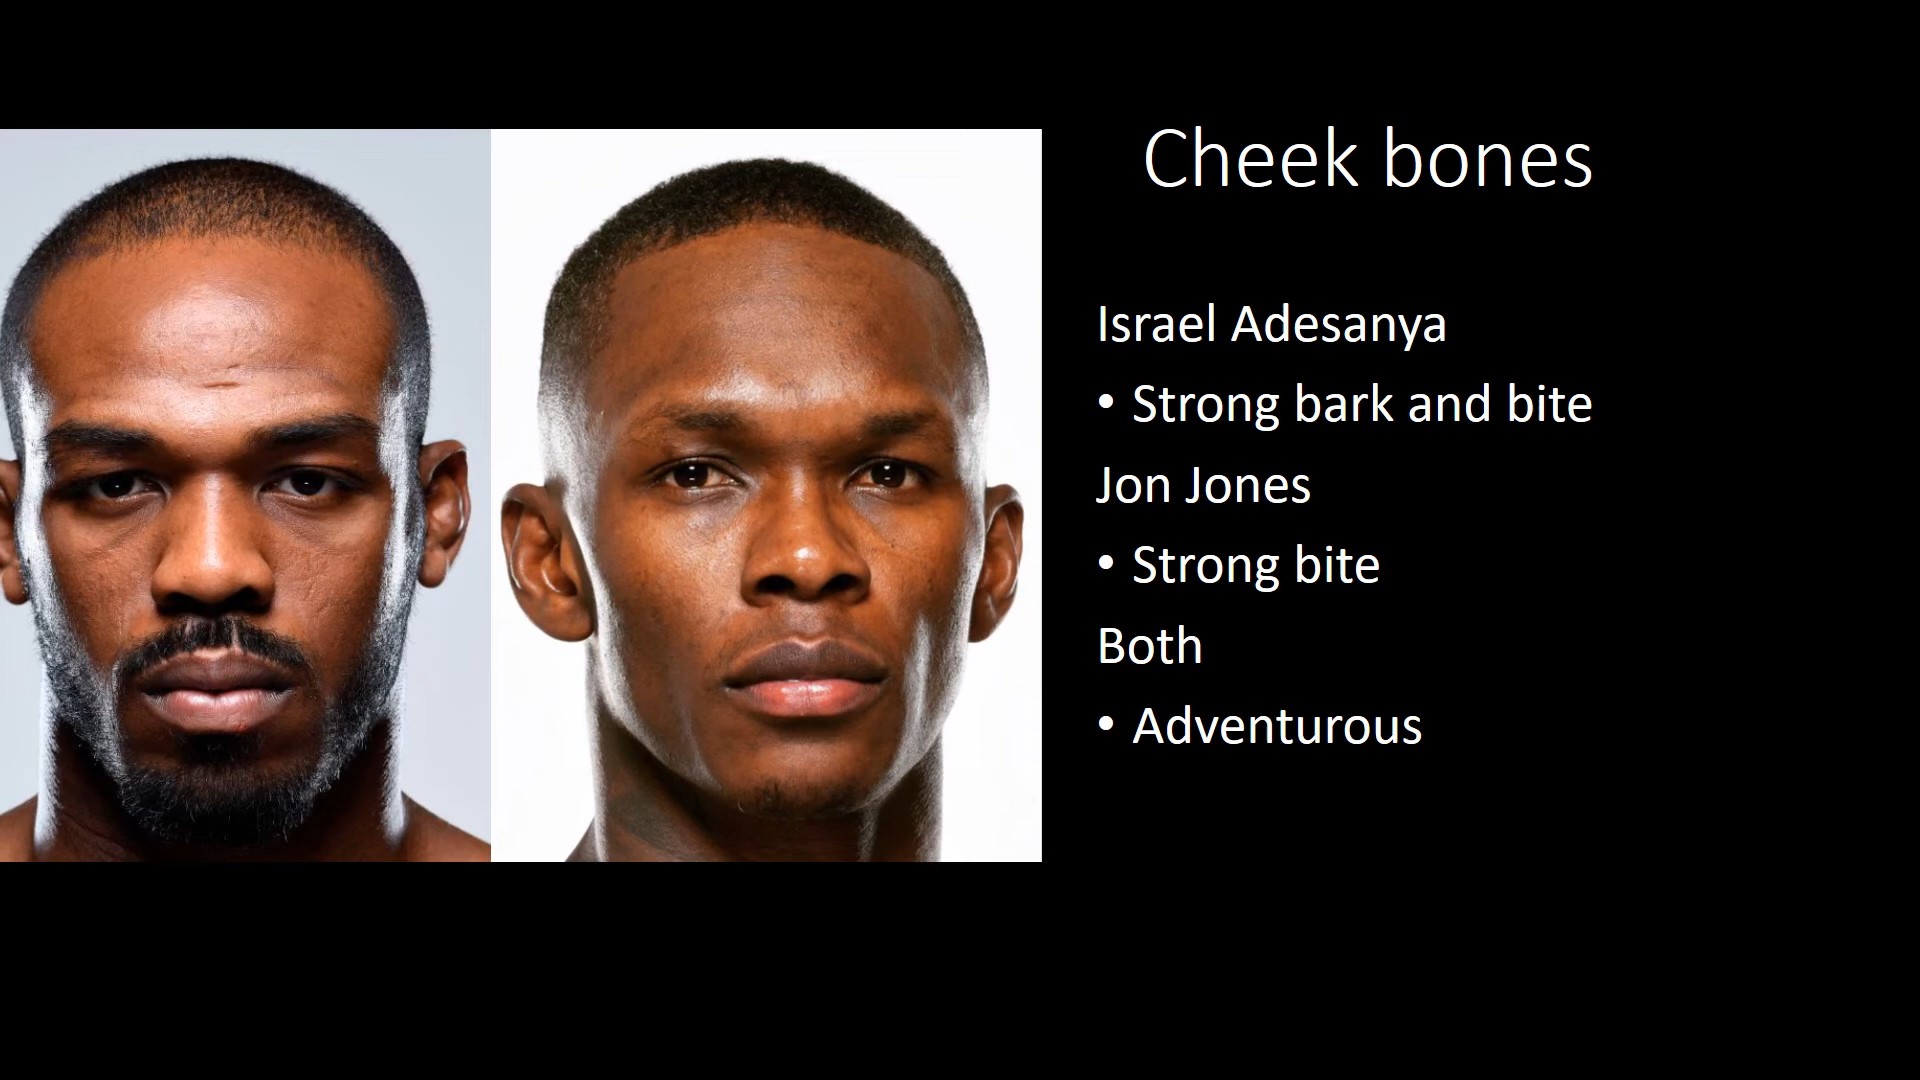 Cheek bones
Israel Adesanya
• Strong bark and bite
Jon Jones
• Strong bite
Both
• Adventurous